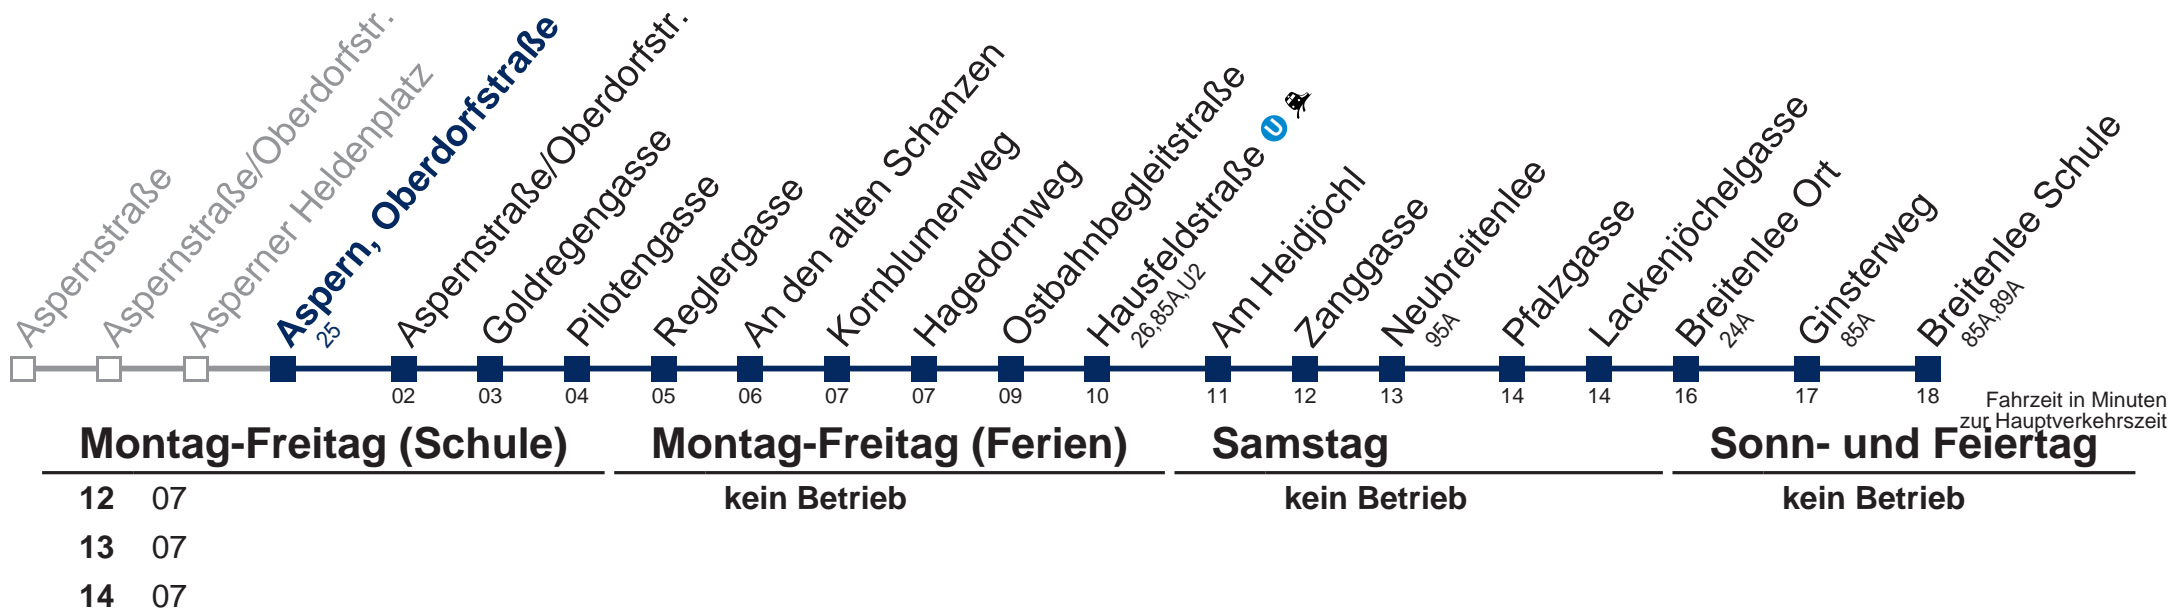 Aspernstraße
Aspernstraße/Oberdorfstr.
Asperner Heldenplatz
Aspern, Oberdorfstraße
25
Aspernstraße/Oberdorfstr.
Goldregengasse
Pilotengasse
Reglergasse
An den alten Schanzen
Kornblumenweg
Hagedornweg
Ostbahnbegleitstraße
Hausfeldstraße U
26,85A,U2
Am Heidjöchl
Zanggasse
Neubreitenlee
95A
Pfalzgasse
Lackenjöchelgasse
Breitenlee Ort
24A
Ginsterweg
85A
Breitenlee Schule
85A,89A
02 03 04 05 06 07 07 09 10 11 12 13 14 14 16 17 18
Fahrzeit in Minuten
zur Hauptverkehrszeit
Montag-Freitag (Schule) Montag-Freitag (Ferien) Samstag Sonn- und Feiertag
12 07 kein Betrieb kein Betrieb kein Betrieb
13 07
14 07